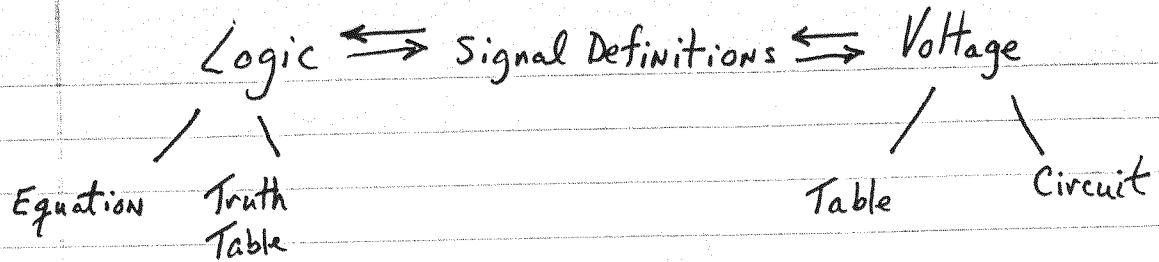 Logic ⇐⇒ Signal Definitions ⇐⇒ Voltage
Equation Truth Table Table Circuit